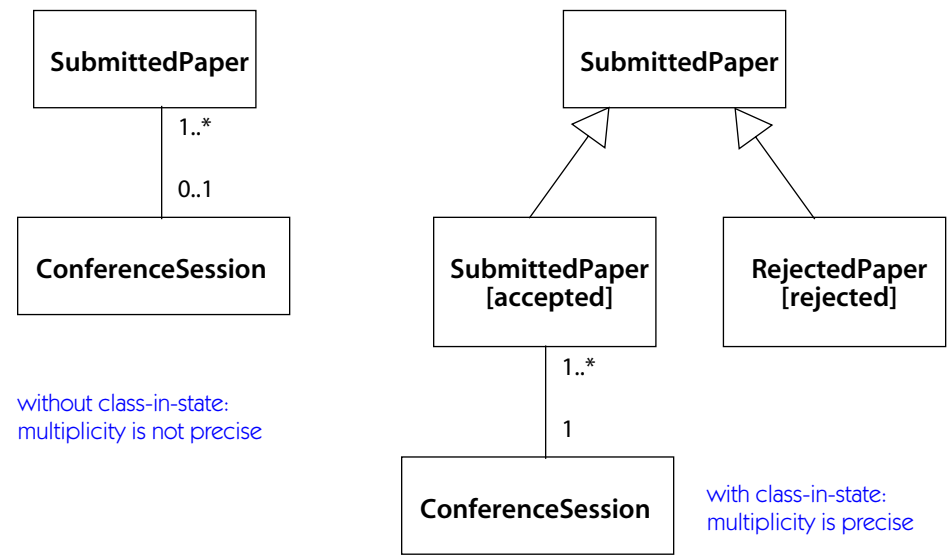 SubmittedPaper
1..*
0..1
ConferenceSession
without class-in-state:
multiplicity is not precise
SubmittedPaper
SubmittedPaper
[accepted]
RejectedPaper
[rejected]
1..*
1
ConferenceSession
with class-in-state:
multiplicity is precise